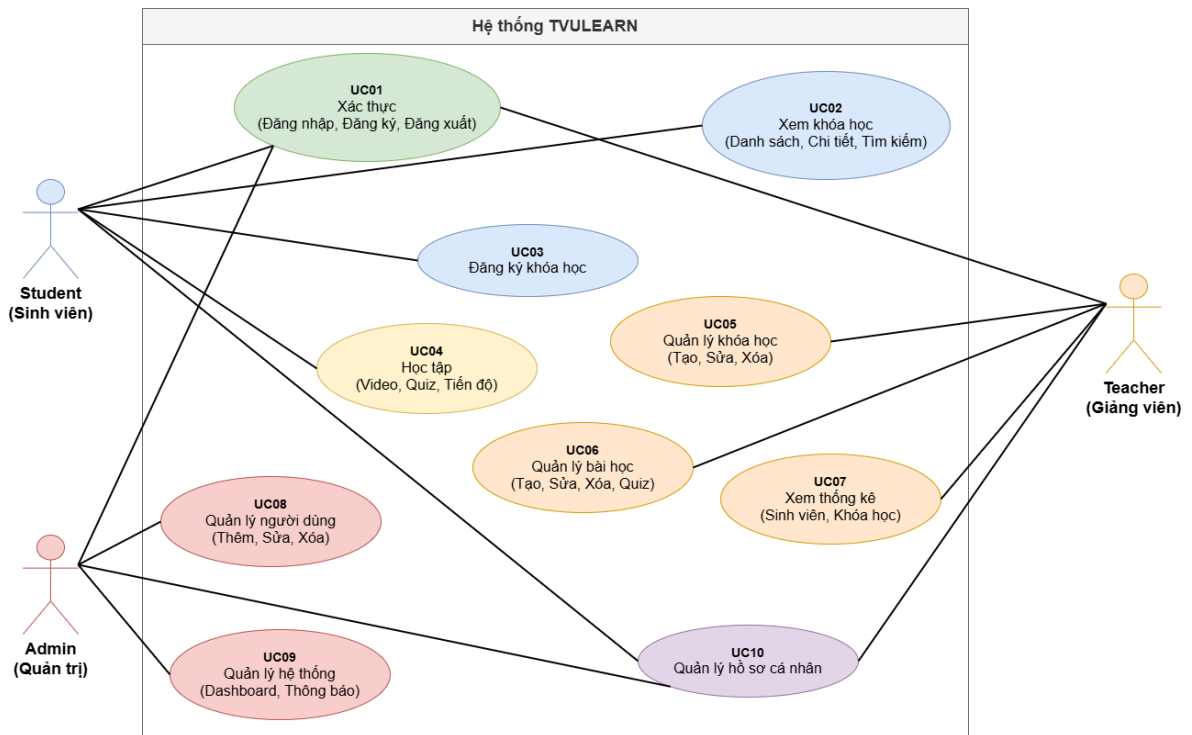 Hệ thống TVULEARN
UC01
Xác thực
(Đăng nhập, Đăng ký, Đăng xuất)
UC02
Xem khóa học
(Danh sách, Chi tiết, Tìm kiếm)
Student
(Sinh viên)
UC03
Đăng ký khóa học
UC04
Học tập
(Video, Quiz, Tiến độ)
UC05
Quản lý khóa học
(Tạo, Sửa, Xóa)
Teacher
(Giảng viên)
UC06
Quản lý bài học
(Tạo, Sửa, Xóa, Quiz)
UC07
Xem thống kê
(Sinh viên, Khóa học)
UC08
Quản lý người dùng
(Thêm, Sửa, Xóa)
Admin
(Quản trị)
UC09
Quản lý hệ thống
(Dashboard, Thông báo)
UC10
Quản lý hồ sơ cá nhân